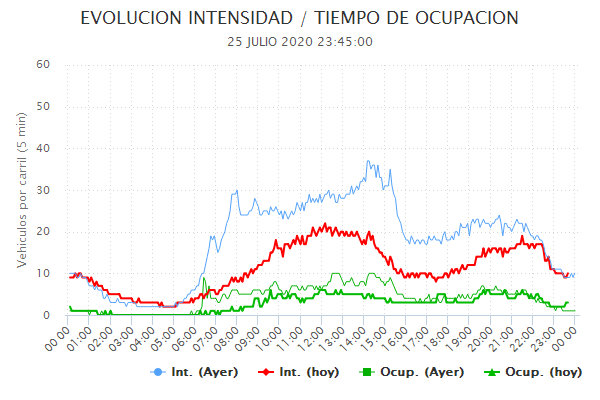 EVOLUCION INTENSIDAD / TIEMPO DE OCUPACION
25 JULIO 2020 23:45:00
Vehiculos por carril (5 min)
60
50
40
30
20
10
0
00:00 01:00 02:00 03:00 04:00 05:00 06:00 07:00 08:00 09:00 10:00 11:00 12:00 13:00 14:00 15:00 16:00 17:00 18:00 19:00 20:00 21:00 22:00 23:00 00:00
Int. (Ayer) Int. (hoy) Ocup. (Ayer) Ocup. (hoy)